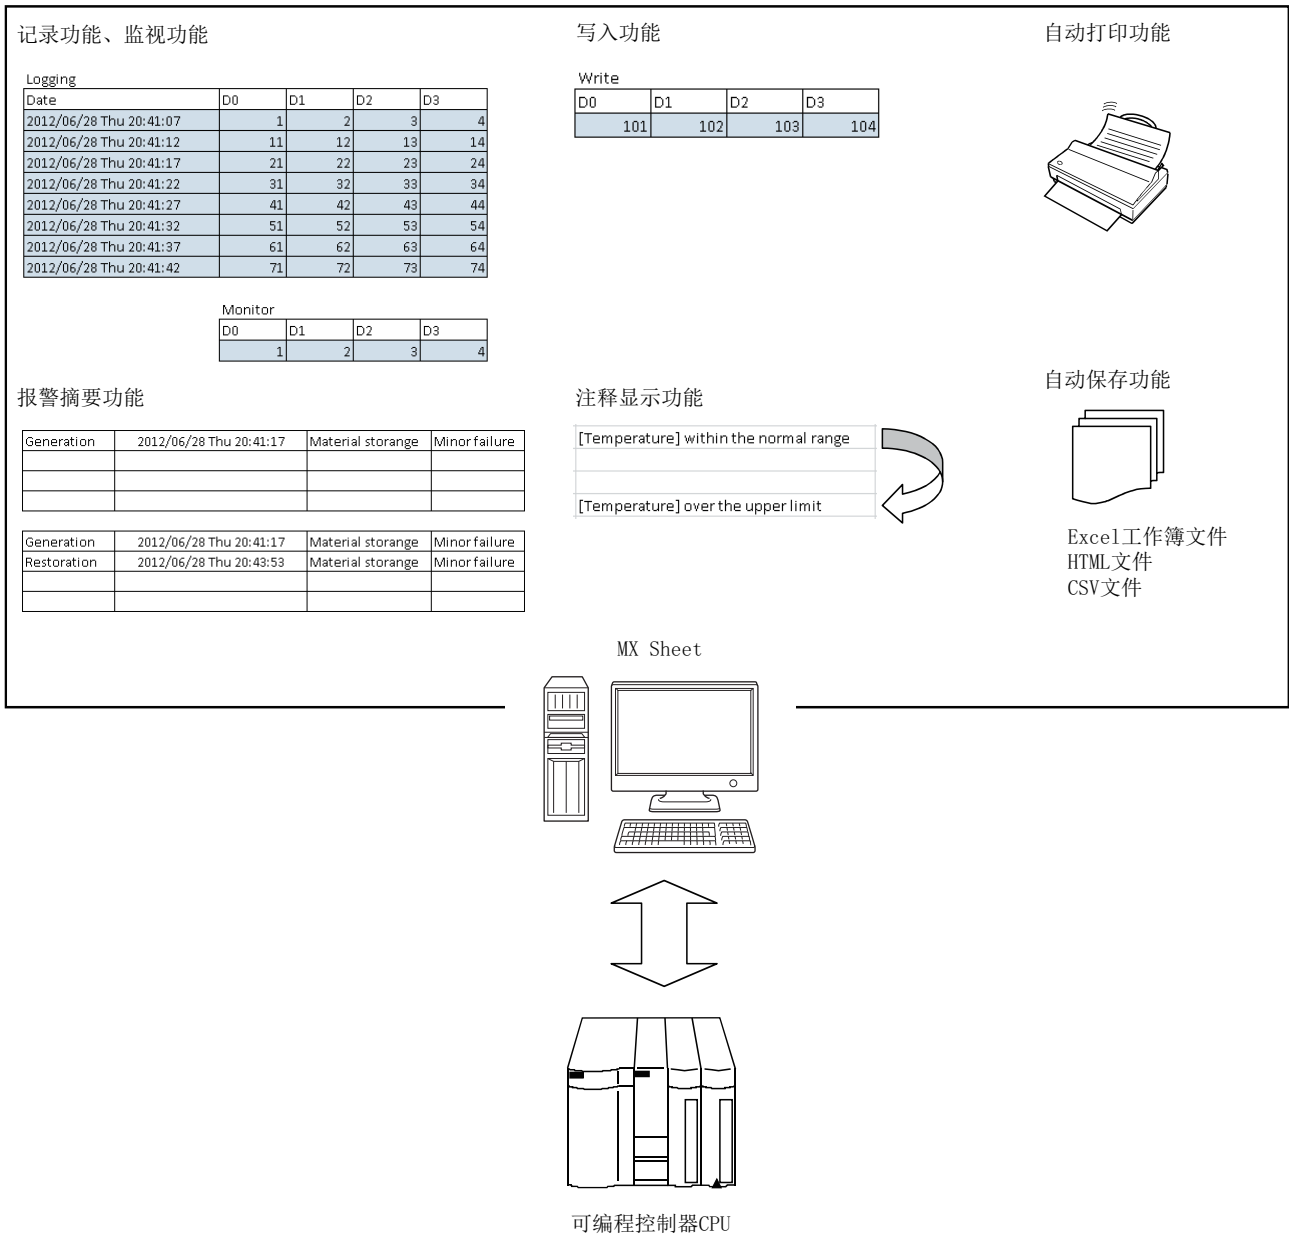 记录功能、监视功能
Logging
Date D0 D1 D2 D3
2012/06/28 Thu 20:41:07 1 2 3 4
2012/06/28 Thu 20:41:12 11 12 13 14
2012/06/28 Thu 20:41:17 21 22 23 24
2012/06/28 Thu 20:41:22 31 32 33 34
2012/06/28 Thu 20:41:27 41 42 43 44
2012/06/28 Thu 20:41:32 51 52 53 54
2012/06/28 Thu 20:41:37 61 62 63 64
2012/06/28 Thu 20:41:42 71 72 73 74
Monitor
D0 D1 D2 D3
1 2 3 4
写入功能
Write
D0 D1 D2 D3
101 102 103 104
自动打印功能
报警摘要功能
Generation 2012/06/28 Thu 20:41:17 Material storange Minor failure
Generation 2012/06/28 Thu 20:41:17 Material storange Minor failure
Restoration 2012/06/28 Thu 20:43:53 Material storange Minor failure
注释显示功能
[Temperature] within the normal range
[Temperature] over the upper limit
自动保存功能
Excel工作簿文件
HTML文件
CSV文件
MX Sheet
可编程控制器CPU